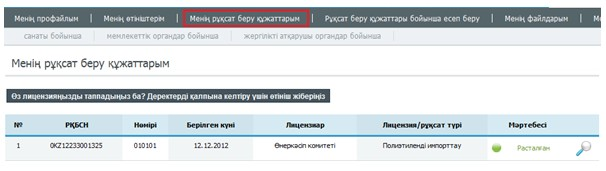 Менің профайлым Менің өтініштерім Менің рұқсат беру құжаттарым Рұқсат беру құжаттары бойынша есеп беру Менің файлдарым
санаты бойынша мемлекеттік органдар бойынша жергілікті атқарушы органдар бойынша
Менің рұқсат беру құжаттарым
Өз лицензияңызды таппадыңыз ба? Деректерді қалпына келтіру үшін өтініш жіберіңіз
№ РҚБСН Нөмірі Берілген күні Лицензиар Лицензия/рұқсат түрі Мәртебесі
1 0KZ12233001325 010101 12.12.2012 Өнеркәсіп комитеті Полиэтиленді импорттау Расталған